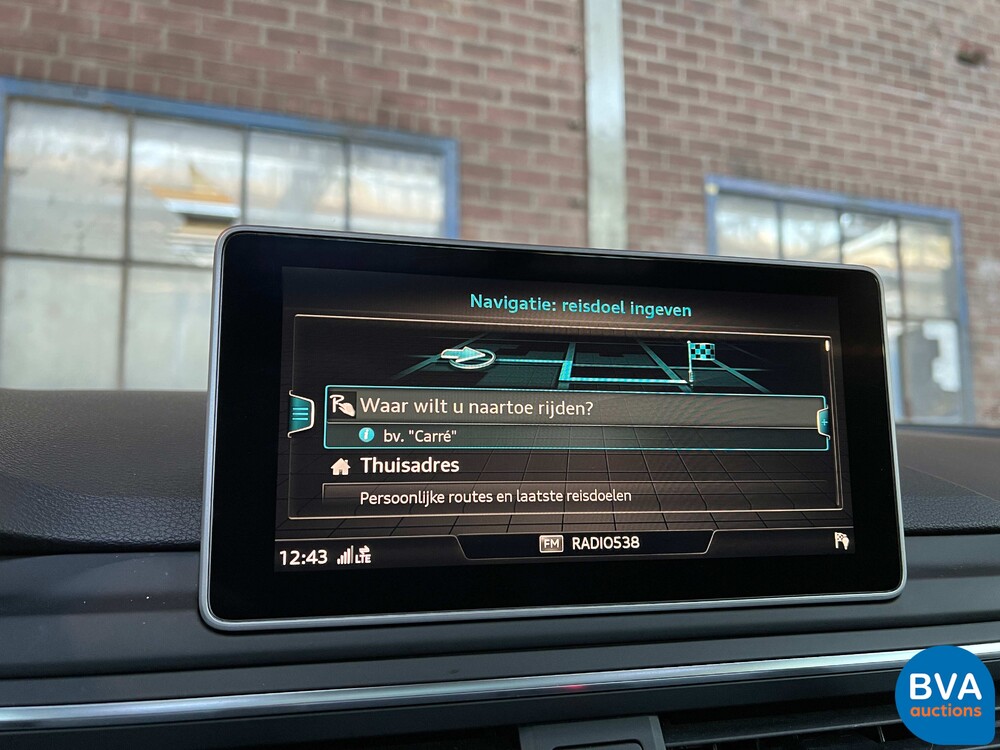 Navigatie: reisdoel ingeven
Waar wilt u naartoe rijden?
i bv. "Carré"
Thuisadres
Persoonlijke routes en laatste reisdoelen
12:43 LTE FM RADIO538
BVA
auctions